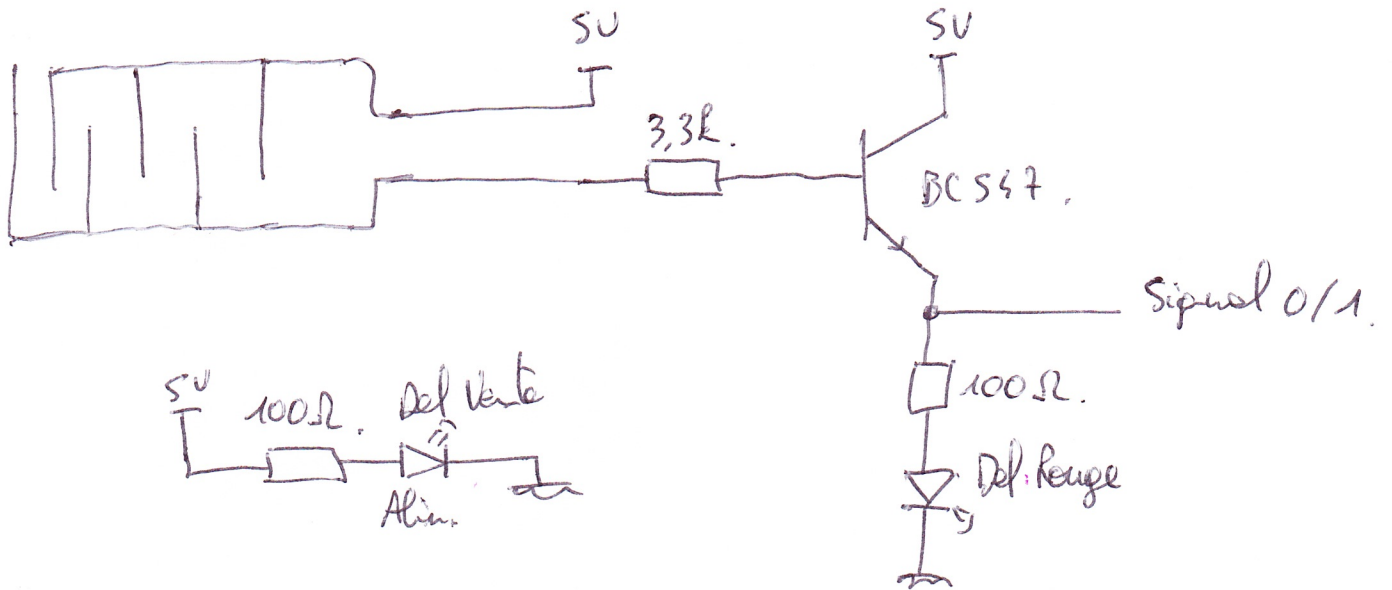 5V
5V
3,3k.
BC547.
Signal 0/1.
5V
100Ω.
Del Verte
Alim.
100Ω.
Del Rouge